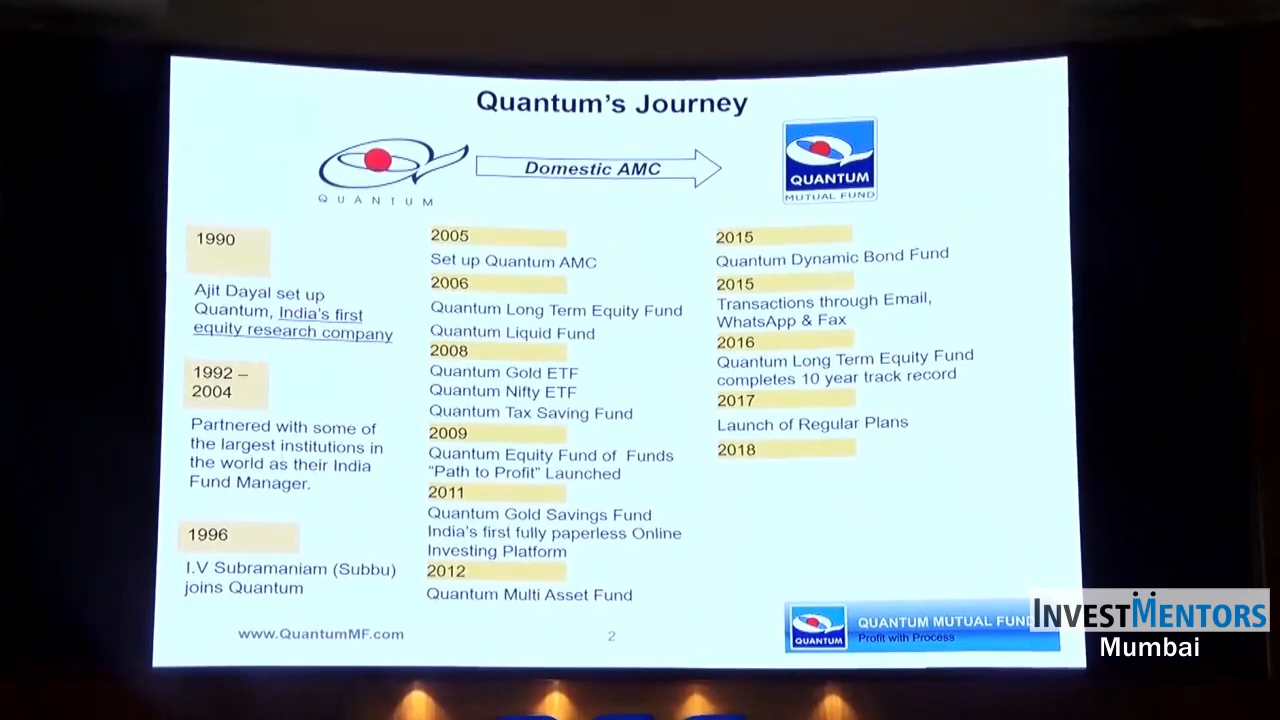 Quantum's Journey
QUANTUM
Domestic AMC
QUANTUM
MUTUAL FUND
1990
Ajit Dayal set up
Quantum, India's first
equity research company
1992 –
2004
Partnered with some of
the largest institutions in
the world as their India
Fund Manager.
1996
I.V Subramaniam (Subbu)
joins Quantum
2005
Set up Quantum AMC
2006
Quantum Long Term Equity Fund
Quantum Liquid Fund
2008
Quantum Gold ETF
Quantum Nifty ETF
Quantum Tax Saving Fund
2009
Quantum Equity Fund of Funds
"Path to Profit" Launched
2011
Quantum Gold Savings Fund
India's first fully paperless Online
Investing Platform
2012
Quantum Multi Asset Fund
2015
Quantum Dynamic Bond Fund
2015
Transactions through Email,
WhatsApp & Fax
2016
Quantum Long Term Equity Fund
completes 10 year track record
2017
Launch of Regular Plans
2018
www.QuantumMF.com
2
QUANTUM
QUANTUM MUTUAL FUND
Profit with Process
INVESTMENTORS
Mumbai